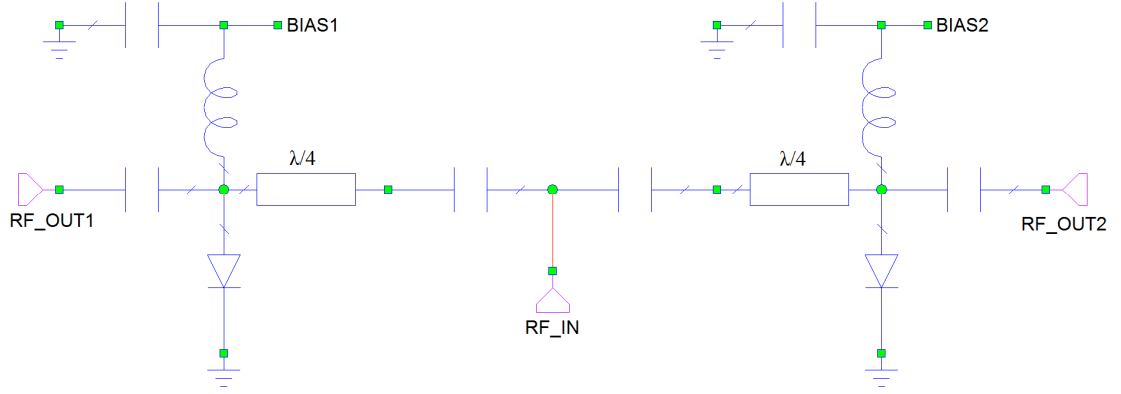 BIAS1
BIAS2
λ/4
λ/4
RF_OUT1
RF_OUT2
RF_IN